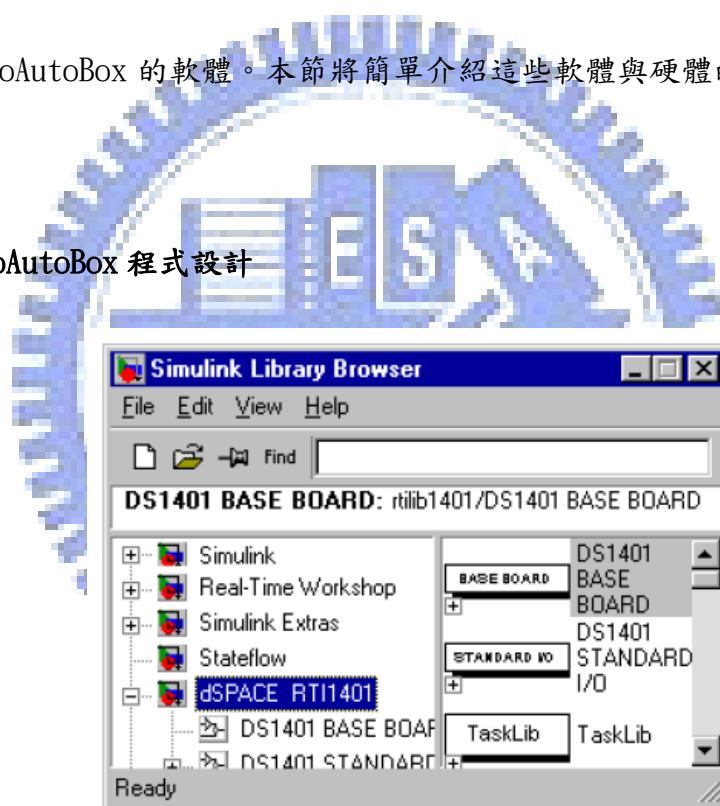 oAutoBox 的軟體。本節將簡單介紹這些軟體與硬體
oAutoBox 程式設計
ESA
Simulink Library Browser
File Edit View Help
Find
DS1401 BASE BOARD: rtilib1401/DS1401 BASE BOARD
Simulink
Real-Time Workshop
Simulink Extras
Stateflow
dSPACE RTI1401
DS1401 BASE BOAR
DS1401 STANDARD
BASE BOARD
DS1401
BASE
BOARD
STANDARD I/O
DS1401
STANDARD
I/O
TaskLib
TaskLib
Ready